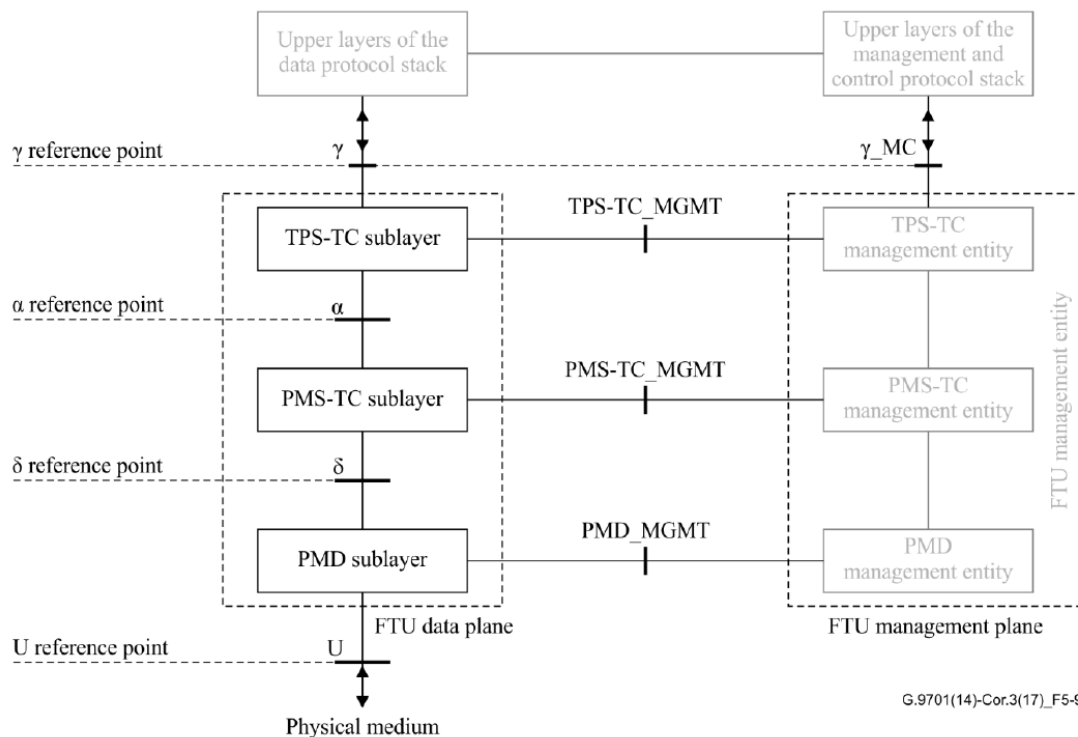 Upper layers of the
data protocol stack
Upper layers of the
management and
control protocol stack
γ reference point
γ
γ_MC
TPS-TC_MGMT
TPS-TC sublayer
TPS-TC
management entity
α reference point
α
PMS-TC_MGMT
PMS-TC sublayer
PMS-TC
management entity
FTU management entity
δ reference point
δ
PMD_MGMT
PMD sublayer
PMD
management entity
FTU data plane
FTU management plane
U reference point
U
G.9701(14)-Cor.3(17)_F5-9
Physical medium